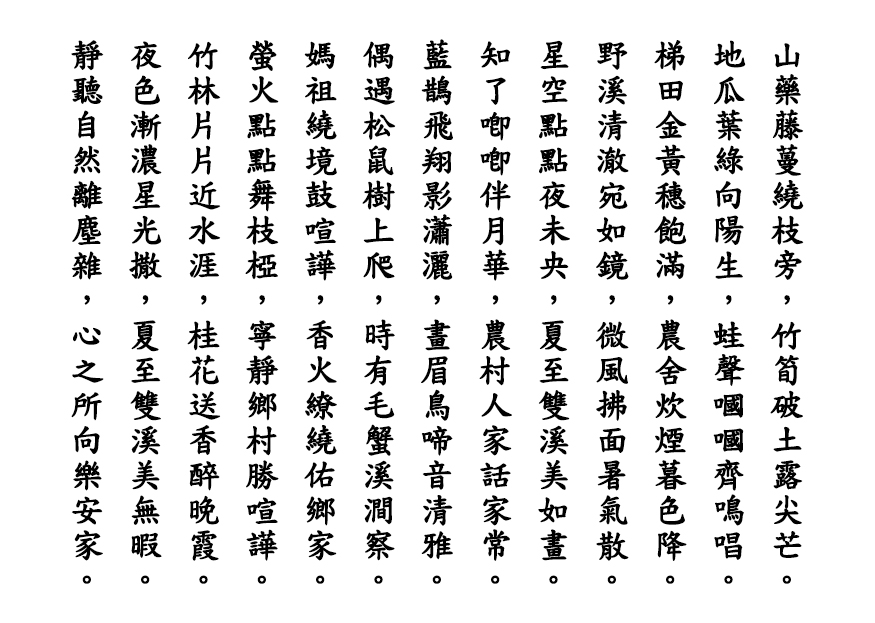 山藥藤蔓繞枝旁，竹筍破土露尖芒。
地瓜葉綠向陽生，蛙聲嘓嘓齊鳴唱。
梯田金黃穗飽滿，農舍炊煙暮色降。
野溪清澈宛如鏡，微風拂面暑氣散。
星空點點夜未央，夏至雙溪美如畫。
知了唧唧伴月華，農村人家話家常。
藍鵲飛翔影瀟灑，畫眉鳥啼音清雅。
偶遇松鼠樹上爬，時有毛蟹溪澗察。
媽祖繞境鼓喧譁，香火繚繞佑鄉家。
螢火點點舞枝椏，寧靜鄉村勝喧譁。
竹林片片近水涯，桂花送香醉晚霞。
夜色漸濃星光撒，夏至雙溪美無暇。
靜聽自然離塵雜，心之所向樂安家。